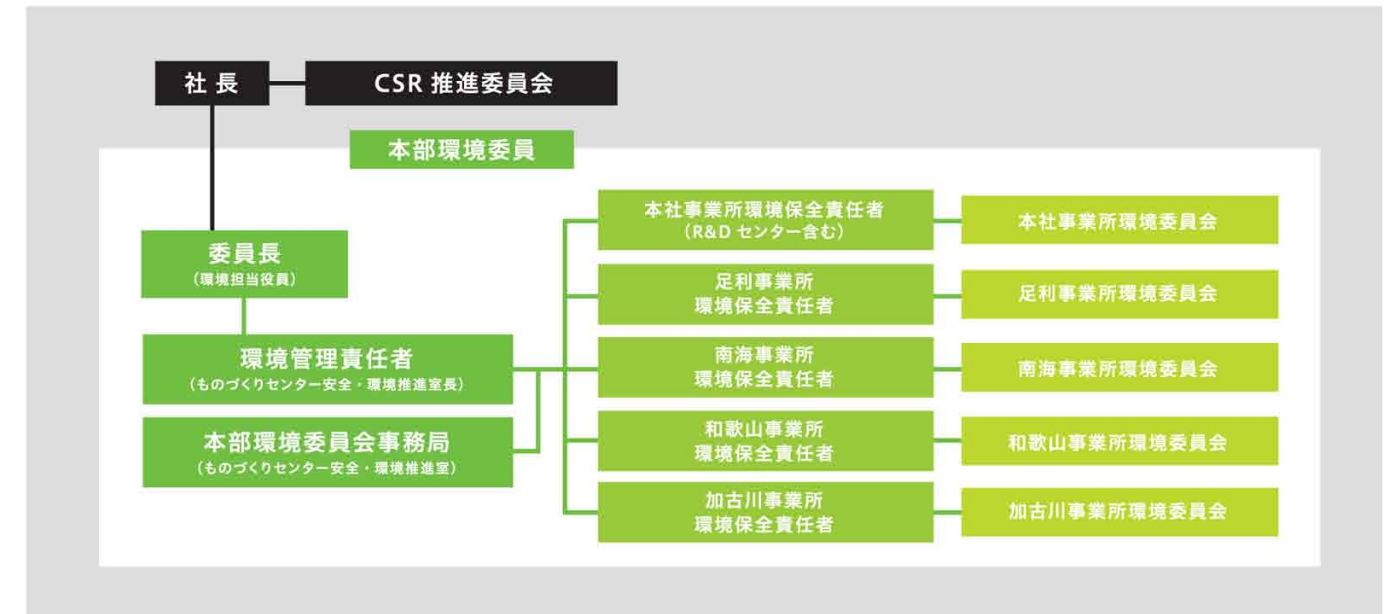 社長
CSR 推進委員会
本部環境委員
委員長
（環境担当役員）
環境管理責任者
（ものづくりセンター安全・環境推進室長）
本部環境委員会事務局
（ものづくりセンター安全・環境推進室）
本社事業所環境保全責任者
（R&D センター含む）
本社事業所環境委員会
足利事業所
環境保全責任者
足利事業所環境委員会
南海事業所
環境保全責任者
南海事業所環境委員会
和歌山事業所
環境保全責任者
和歌山事業所環境委員会
加古川事業所
環境保全責任者
加古川事業所環境委員会